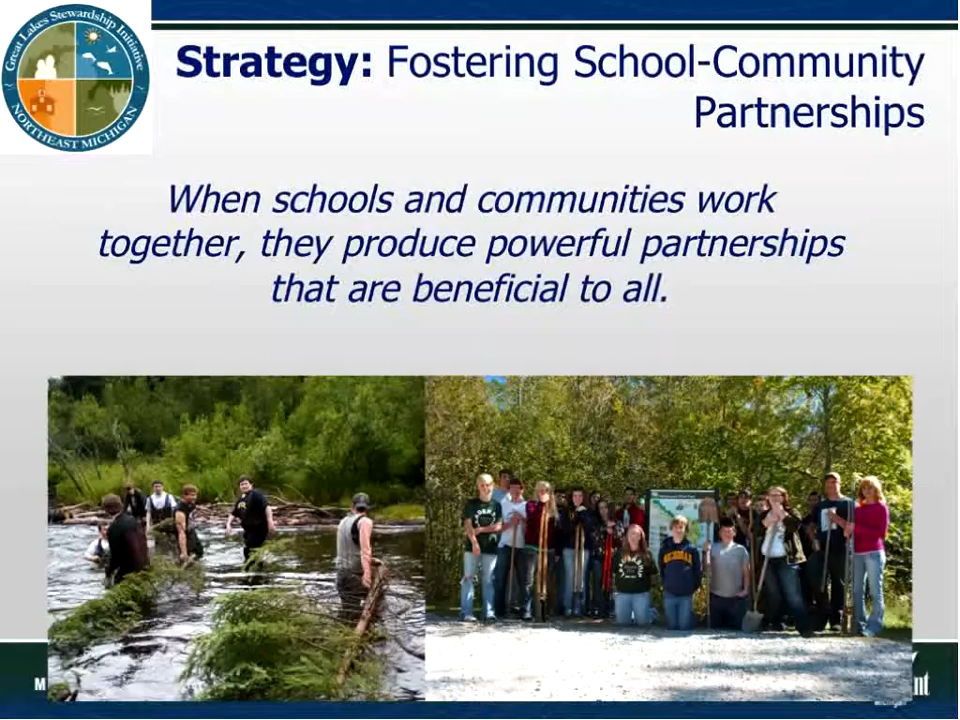 Great Lakes Stewardship Initiative
NORTHEAST MICHIGAN
Strategy: Fostering School-Community
Partnerships
When schools and communities work
together, they produce powerful partnerships
that are beneficial to all.